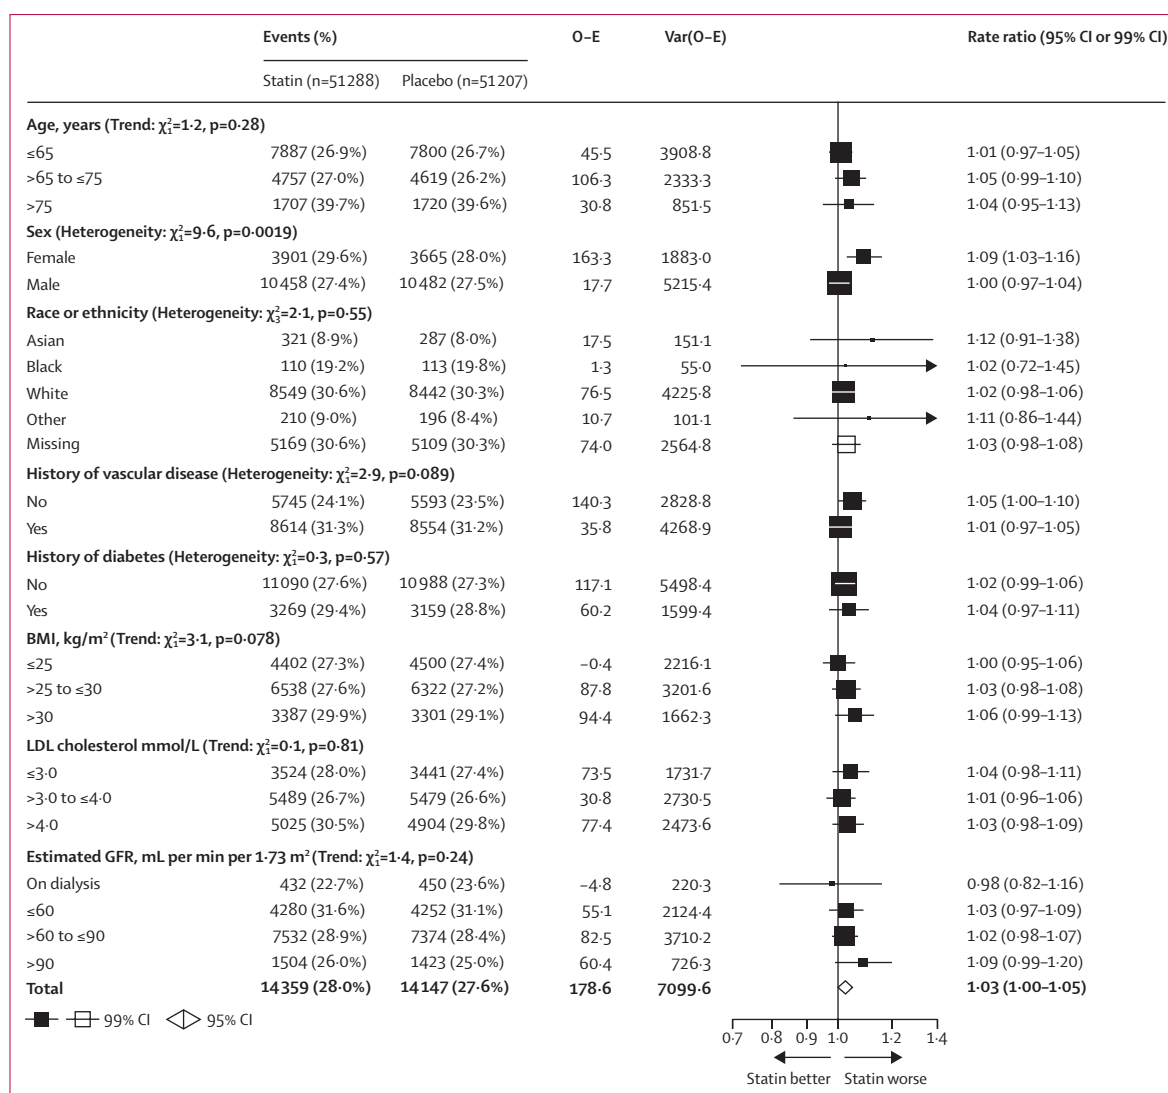 Events (%) O–E Var(O–E) Rate ratio (95% CI or 99% CI)
Statin (n=51288) Placebo (n=51207)
Age, years (Trend: χ²₁=1·2, p=0·28)
≤65 7887 (26·9%) 7800 (26·7%) 45·5 3908·8 1·01 (0·97–1·05)
>65 to ≤75 4757 (27·0%) 4619 (26·2%) 106·3 2333·3 1·05 (0·99–1·10)
>75 1707 (39·7%) 1720 (39·6%) 30·8 851·5 1·04 (0·95–1·13)
Sex (Heterogeneity: χ²₁=9·6, p=0·0019)
Female 3901 (29·6%) 3665 (28·0%) 163·3 1883·0 1·09 (1·03–1·16)
Male 10 458 (27·4%) 10 482 (27·5%) 17·7 5215·4 1·00 (0·97–1·04)
Race or ethnicity (Heterogeneity: χ²₃=2·1, p=0·55)
Asian 321 (8·9%) 287 (8·0%) 17·5 151·1 1·12 (0·91–1·38)
Black 110 (19·2%) 113 (19·8%) 1·3 55·0 1·02 (0·72–1·45)
White 8549 (30·6%) 8442 (30·3%) 76·5 4225·8 1·02 (0·98–1·06)
Other 210 (9·0%) 196 (8·4%) 10·7 101·1 1·11 (0·86–1·44)
Missing 5169 (30·6%) 5109 (30·3%) 74·0 2564·8 1·03 (0·98–1·08)
History of vascular disease (Heterogeneity: χ²₁=2·9, p=0·089)
No 5745 (24·1%) 5593 (23·5%) 140·3 2828·8 1·05 (1·00–1·10)
Yes 8614 (31·3%) 8554 (31·2%) 35·8 4268·9 1·01 (0·97–1·05)
History of diabetes (Heterogeneity: χ²₁=0·3, p=0·57)
No 11 090 (27·6%) 10 988 (27·3%) 117·1 5498·4 1·02 (0·99–1·06)
Yes 3269 (29·4%) 3159 (28·8%) 60·2 1599·4 1·04 (0·97–1·11)
BMI, kg/m² (Trend: χ²₁=3·1, p=0·078)
≤25 4402 (27·3%) 4500 (27·4%) –0·4 2216·1 1·00 (0·95–1·06)
>25 to ≤30 6538 (27·6%) 6322 (27·2%) 87·8 3201·6 1·03 (0·98–1·08)
>30 3387 (29·9%) 3301 (29·1%) 94·4 1662·3 1·06 (0·99–1·13)
LDL cholesterol mmol/L (Trend: χ²₁=0·1, p=0·81)
≤3·0 3524 (28·0%) 3441 (27·4%) 73·5 1731·7 1·04 (0·98–1·11)
>3·0 to ≤4·0 5489 (26·7%) 5479 (26·6%) 30·8 2730·5 1·01 (0·96–1·06)
>4·0 5025 (30·5%) 4904 (29·8%) 77·4 2473·6 1·03 (0·98–1·09)
Estimated GFR, mL per min per 1·73 m² (Trend: χ²₁=1·4, p=0·24)
On dialysis 432 (22·7%) 450 (23·6%) –4·8 220·3 0·98 (0·82–1·16)
≤60 4280 (31·6%) 4252 (31·1%) 55·1 2124·4 1·03 (0·97–1·09)
>60 to ≤90 7532 (28·9%) 7374 (28·4%) 82·5 3710·2 1·02 (0·98–1·07)
>90 1504 (26·0%) 1423 (25·0%) 60·4 726·3 1·09 (0·99–1·20)
Total 14 359 (28·0%) 14 147 (27·6%) 178·6 7099·6 1·03 (1·00–1·05)
99% CI 95% CI
0·7 0·8 0·9 1·0 1·2 1·4
Statin better Statin worse